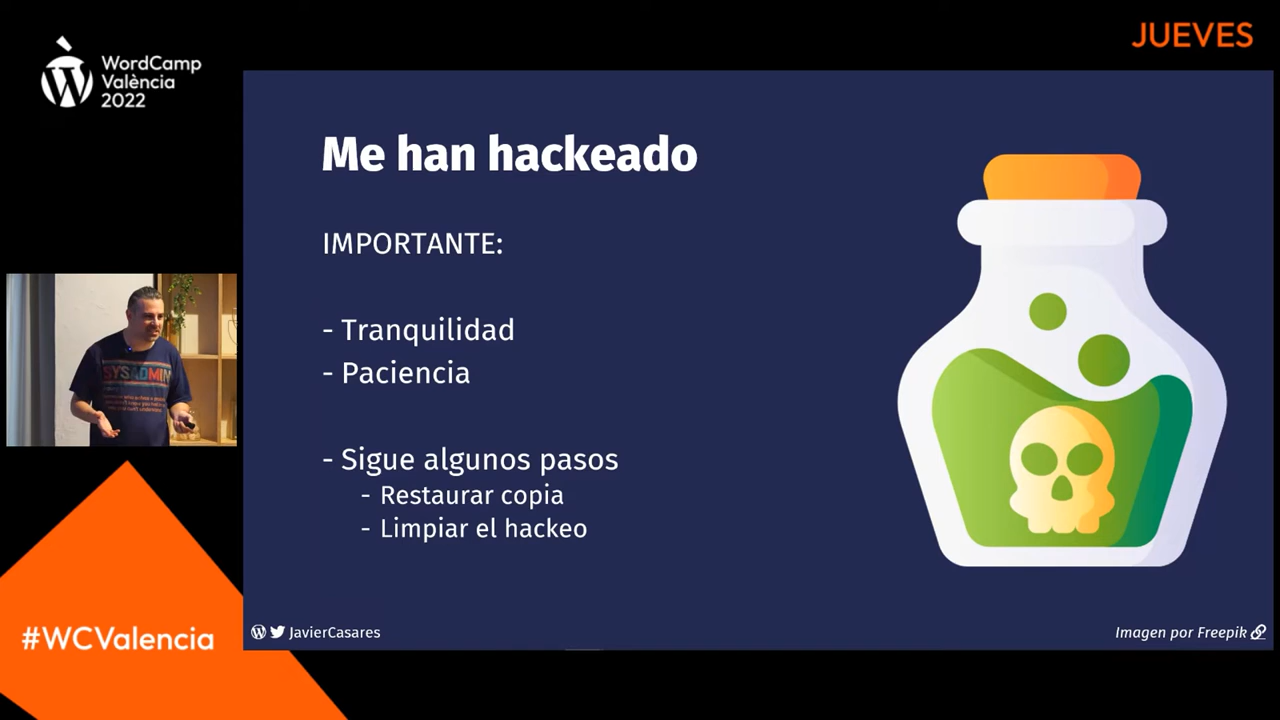 JUEVES
WordCamp
València
2022
Me han hackeado
IMPORTANTE:
- Tranquilidad
- Paciencia
- Sigue algunos pasos
- Restaurar copia
- Limpiar el hackeo
SYSADMIN
#WCValencia
JavierCasares
Imagen por Freepik